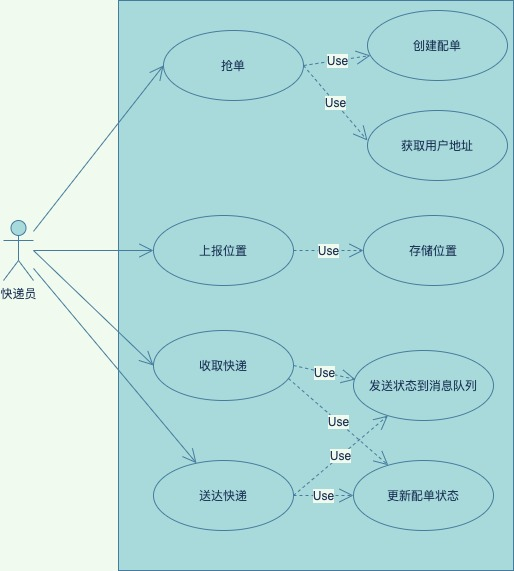 抢单
Use
创建配单
Use
获取用户地址
快递员
上报位置
Use
存储位置
收取快递
Use
发送状态到消息队列
Use
Use
送达快递
Use
更新配单状态